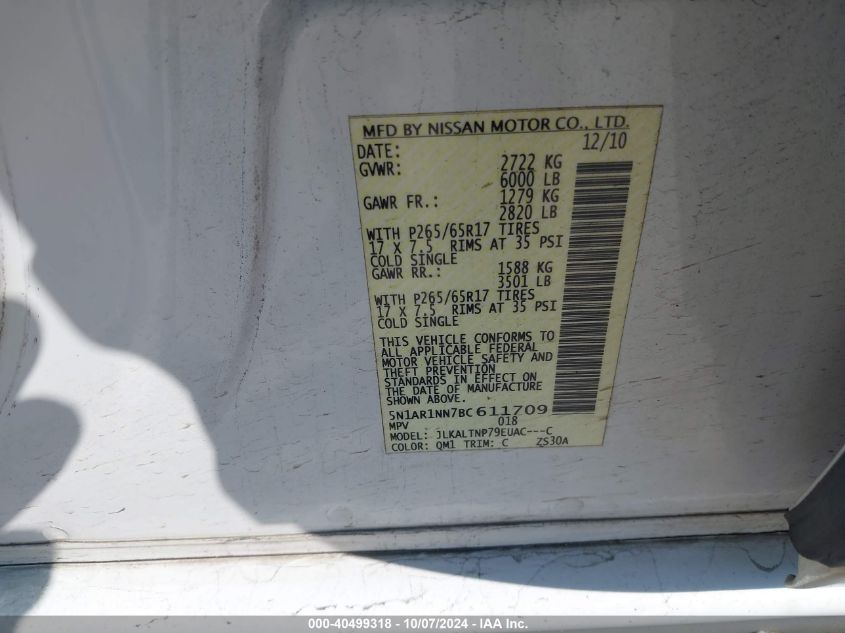 MFD BY NISSAN MOTOR CO., LTD.
DATE: 12/10
GVWR: 2722 KG
6000 LB
GAWR FR.: 1279 KG
2820 LB
WITH P265/65R17 TIRES
17 X 7.5 RIMS AT 35 PSI
COLD SINGLE
GAWR RR.: 1588 KG
3501 LB
WITH P265/65R17 TIRES
17 X 7.5 RIMS AT 35 PSI
COLD SINGLE
THIS VEHICLE CONFORMS TO
ALL APPLICABLE FEDERAL
MOTOR VEHICLE SAFETY AND
THEFT PREVENTION
STANDARDS IN EFFECT ON
THE DATE OF MANUFACTURE
SHOWN ABOVE.
5N1AR1NN7BC611709
MPV 018
MODEL: JLKALTNP79EUAC---C
COLOR: QM1 TRIM: C ZS30A
000-40499318 - 10/07/2024 - WWW.IAAI.COM